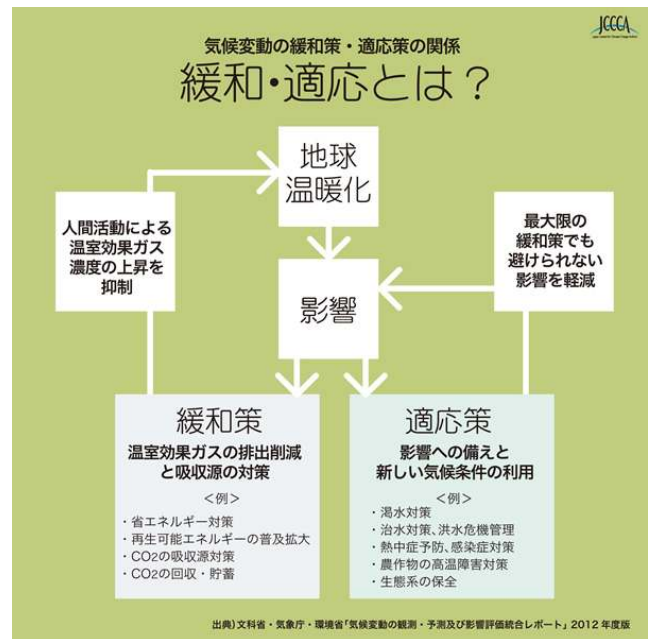 JCCCA
気候変動の緩和策・適応策の関係
緩和・適応とは？
地球
温暖化
人間活動による
温室効果ガス
濃度の上昇を
抑制
最大限の
緩和策でも
避けられない
影響を軽減
影響
緩和策
温室効果ガスの排出削減
と吸収源の対策
＜例＞
・省エネルギー対策
・再生可能エネルギーの普及拡大
・CO2の吸収源対策
・CO2の回収・貯蓄
適応策
影響への備えと
新しい気候条件の利用
＜例＞
・渇水対策
・治水対策、洪水危機管理
・熱中症予防、感染症対策
・農作物の高温障害対策
・生態系の保全
出典）文科省・気象庁・環境省「気候変動の観測・予測及び影響評価統合レポート」2012年度版